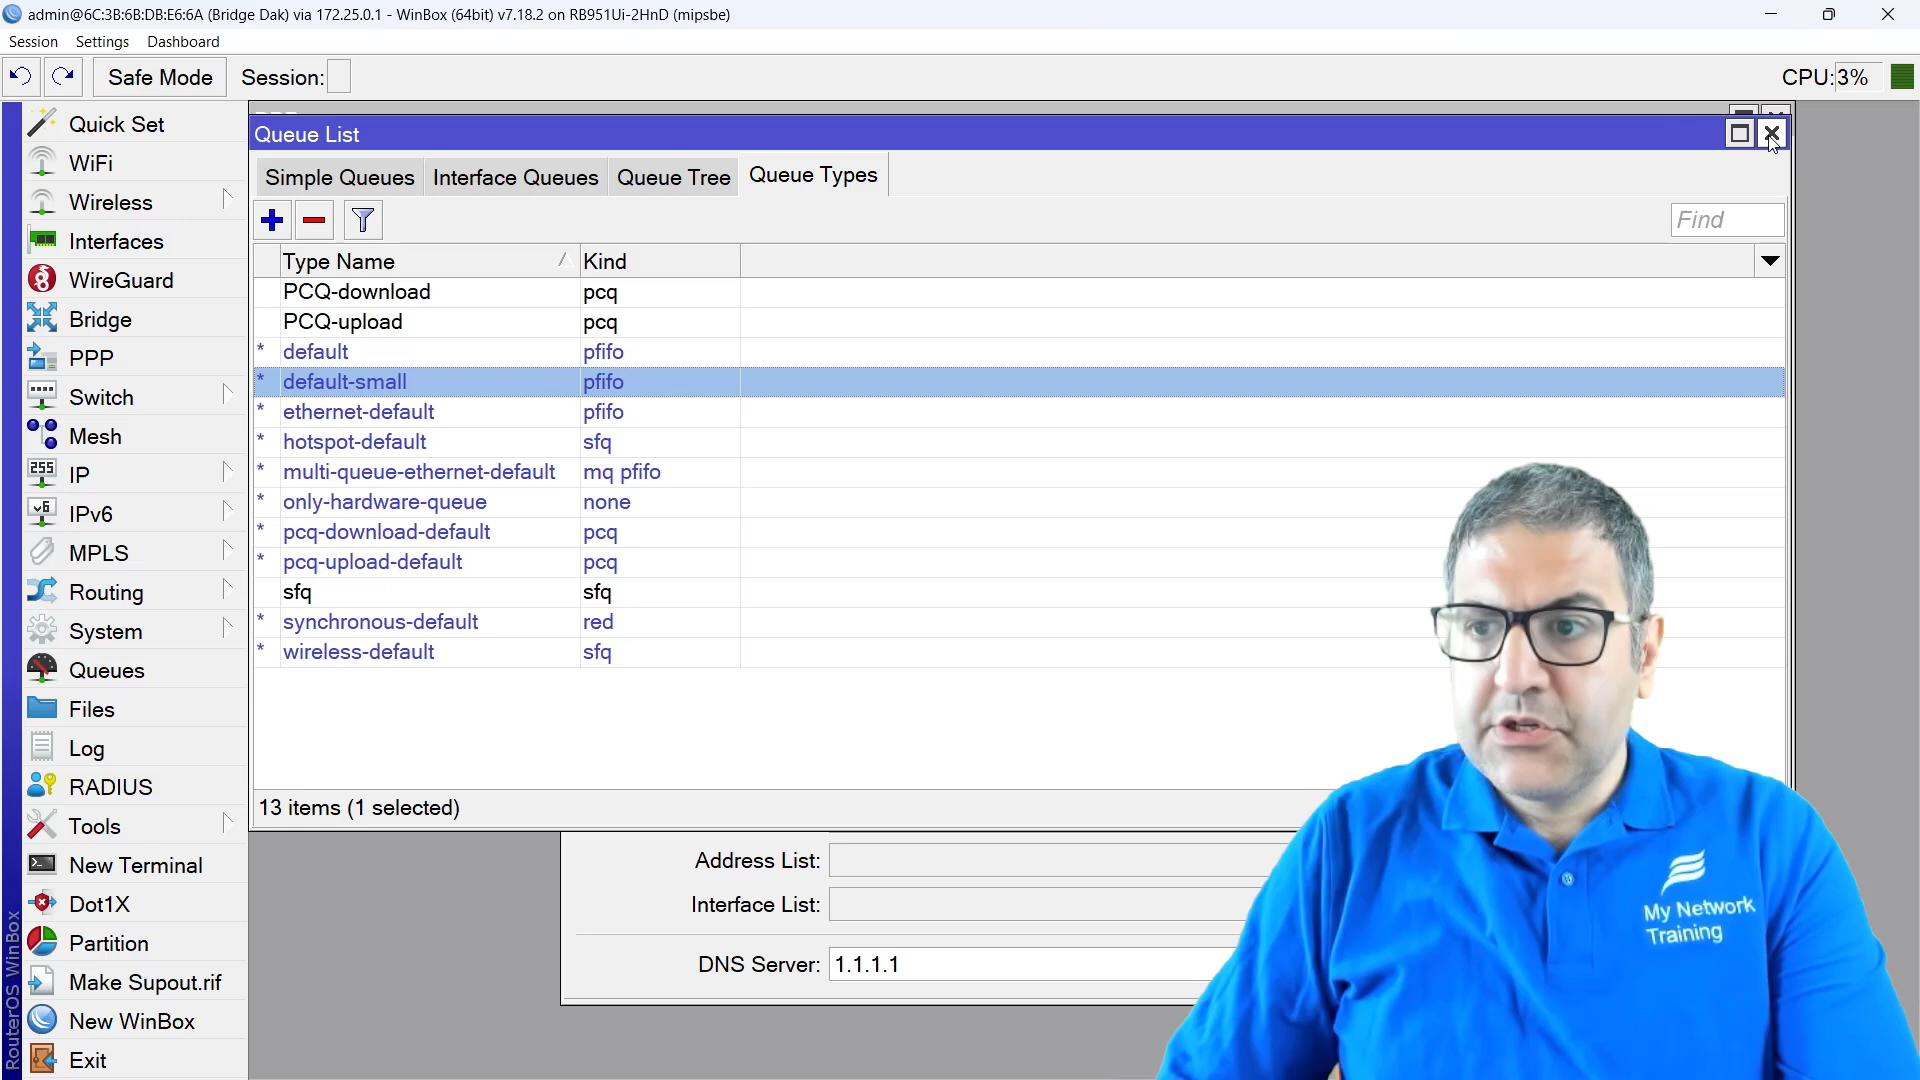 admin@6C:3B:6B:DB:E6:6A (Bridge Dak) via 172.25.0.1 - WinBox (64bit) v7.18.2 on RB951Ui-2HnD (mipsbe)
Session Settings Dashboard
Safe Mode Session: CPU:3%
Quick Set
WiFi
Wireless
Interfaces
WireGuard
Bridge
PPP
Switch
Mesh
255
IP
v6
IPv6
MPLS
Routing
System
Queues
Files
Log
RADIUS
Tools
New Terminal
Dot1X
Partition
Make Supout.rif
New WinBox
Exit
RouterOS WinBox
Queue List
Simple Queues Interface Queues Queue Tree Queue Types
Find
Type Name Kind
PCQ-download pcq
PCQ-upload pcq
* default pfifo
* default-small pfifo
* ethernet-default pfifo
* hotspot-default sfq
* multi-queue-ethernet-default mq pfifo
* only-hardware-queue none
* pcq-download-default pcq
* pcq-upload-default pcq
sfq sfq
* synchronous-default red
* wireless-default sfq
13 items (1 selected)
Address List:
Interface List:
DNS Server: 1.1.1.1
My Network
Training